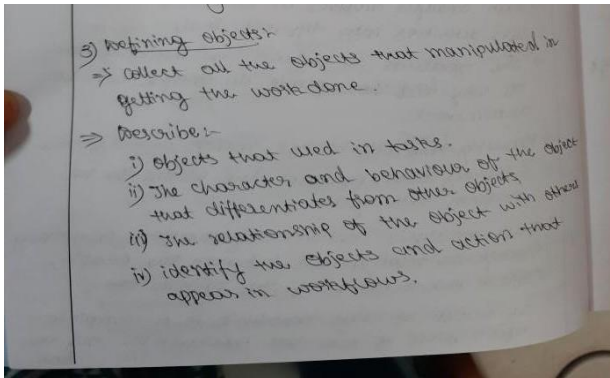 3) Defining objects:-
=> collect all the objects that manipulated in
getting the work done.
=> Describe:-
i) objects that used in tasks.
ii) The character and behaviour of the object
that differentiates from other objects
iii) The relationship of the object with others
iv) identify the objects and action that
appear in workflows.